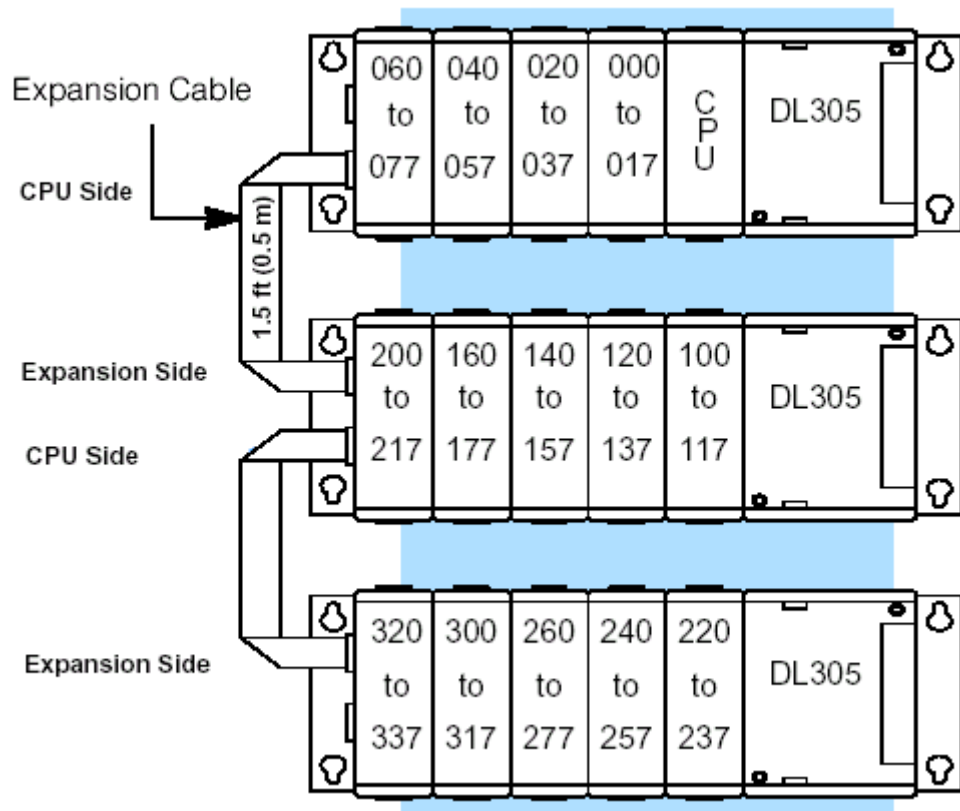 Expansion Cable
CPU Side
1.5 ft (0.5 m)
060 to 077
040 to 057
020 to 037
000 to 017
CPU
DL305
Expansion Side
CPU Side
200 to 217
160 to 177
140 to 157
120 to 137
100 to 117
DL305
Expansion Side
320 to 337
300 to 317
260 to 277
240 to 257
220 to 237
DL305